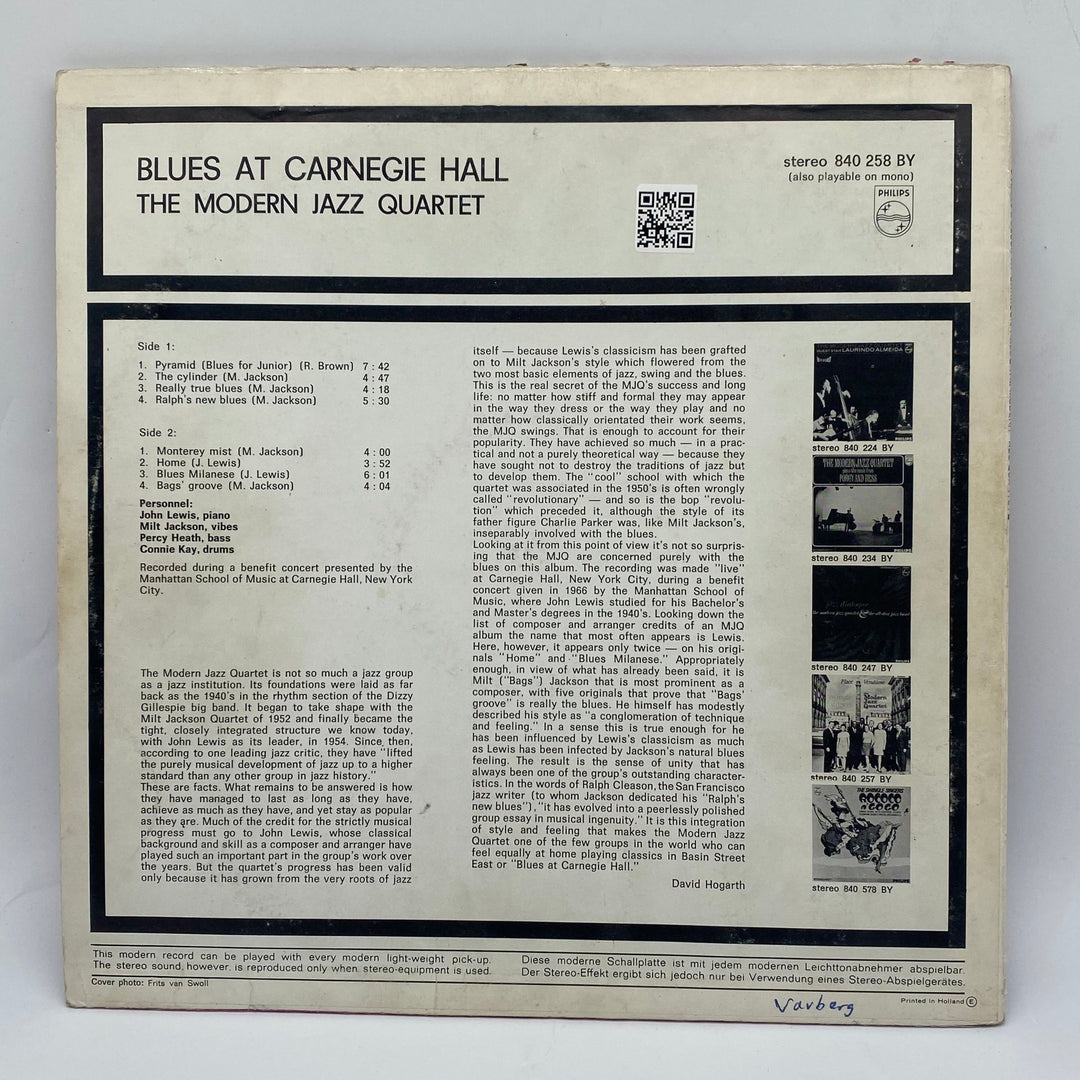 BLUES AT CARNEGIE HALL
THE MODERN JAZZ QUARTET
stereo 840 258 BY
(also playable on mono)
PHILIPS
Side 1:
1. Pyramid (Blues for Junior) (R. Brown) 7 : 42
2. The cylinder (M. Jackson) 4 : 47
3. Really true blues (M. Jackson) 4 : 18
4. Ralph's new blues (M. Jackson) 5 : 30
Side 2:
1. Monterey mist (M. Jackson) 4 : 00
2. Home (J. Lewis) 3 : 52
3. Blues Milanese (J. Lewis) 6 : 01
4. Bags' groove (M. Jackson) 4 : 04
Personnel:
John Lewis, piano
Milt Jackson, vibes
Percy Heath, bass
Connie Kay, drums
Recorded during a benefit concert presented by the
Manhattan School of Music at Carnegie Hall, New York
City.
The Modern Jazz Quartet is not so much a jazz group
as a jazz institution. Its foundations were laid as far
back as the 1940's in the rhythm section of the Dizzy
Gillespie big band. It began to take shape with the
Milt Jackson Quartet of 1952 and finally became the
tight, closely integrated structure we know today,
with John Lewis as its leader, in 1954. Since then,
according to one leading jazz critic, they have "lifted
the purely musical development of jazz up to a higher
standard than any other group in jazz history."
These are facts. What remains to be answered is how
they have managed to last as long as they have,
achieve as much as they have, and yet stay as popular
as they are. Much of the credit for the strictly musical
progress must go to John Lewis, whose classical
background and skill as a composer and arranger have
played such an important part in the group's work over
the years. But the quartet's progress has been valid
only because it has grown from the very roots of jazz
itself — because Lewis's classicism has been grafted
on to Milt Jackson's style which flowered from the
two most basic elements of jazz, swing and the blues.
This is the real secret of the MJQ's success and long
life: no matter how stiff and formal they may appear
in the way they dress or the way they play and no
matter how classically orientated their work seems,
the MJQ swings. That is enough to account for their
popularity. They have achieved so much — in a prac-
tical and not a purely theoretical way — because they
have sought not to destroy the traditions of jazz but
to develop them. The "cool" school with which the
quartet was associated in the 1950's is often wrongly
called "revolutionary" — and so is the bop "revolu-
tion" which preceded it, although the style of its
father figure Charlie Parker was, like Milt Jackson's,
inseparably involved with the blues.
Looking at it from this point of view it's not so surpris-
ing that the MJQ are concerned purely with the
blues on this album. The recording was made "live"
at Carnegie Hall, New York City, during a benefit
concert given in 1966 by the Manhattan School of
Music, where John Lewis studied for his Bachelor's
and Master's degrees in the 1940's. Looking down the
list of composer and arranger credits of an MJQ
album the name that most often appears is Lewis.
Here, however, it appears only twice — on his origi-
nals "Home" and "Blues Milanese." Appropriately
enough, in view of what has already been said, it is
Milt ("Bags") Jackson that is most prominent as a
composer, with five originals that prove that "Bags'
groove" is really the blues. He himself has modestly
described his style as "a conglomeration of technique
and feeling." In a sense this is true enough for he
has been influenced by Lewis's classicism as much
as Lewis has been infected by Jackson's natural blues
feeling. The result is the sense of unity that has
always been one of the group's outstanding character-
istics. In the words of Ralph Gleason, the San Francisco
jazz writer (to whom Jackson dedicated his "Ralph's
new blues"), "it has evolved into a peerlessly polished
group essay in musical ingenuity." It is this integration
of style and feeling that makes the Modern Jazz
Quartet one of the few groups in the world who can
feel equally at home playing classics in Basin Street
East or "Blues at Carnegie Hall."
David Hogarth
LAURINDO ALMEIDA
PHILIPS
stereo 840 224 BY
THE MODERN JAZZ QUARTET
PORGY AND BESS
stereo 840 234 BY
jazz dialogue
the modern jazz quartet & the all-star jazz band
stereo 840 247 BY
Place Vendôme
Modern
Jazz
Quartet
stereo 840 257 BY
THE SWINGLE SINGERS
ROCOCO
A GO GO
stereo 840 578 BY
This modern record can be played with every modern light-weight pick-up.
The stereo sound, however, is reproduced only when stereo-equipment is used.
Diese moderne Schallplatte ist mit jedem modernen Leichttonabnehmer abspielbar.
Der Stereo-Effekt ergibt sich jedoch nur bei Verwendung eines Stereo-Abspielgerätes.
Cover photo: Frits van Swoll
Varberg
Printed in Holland E